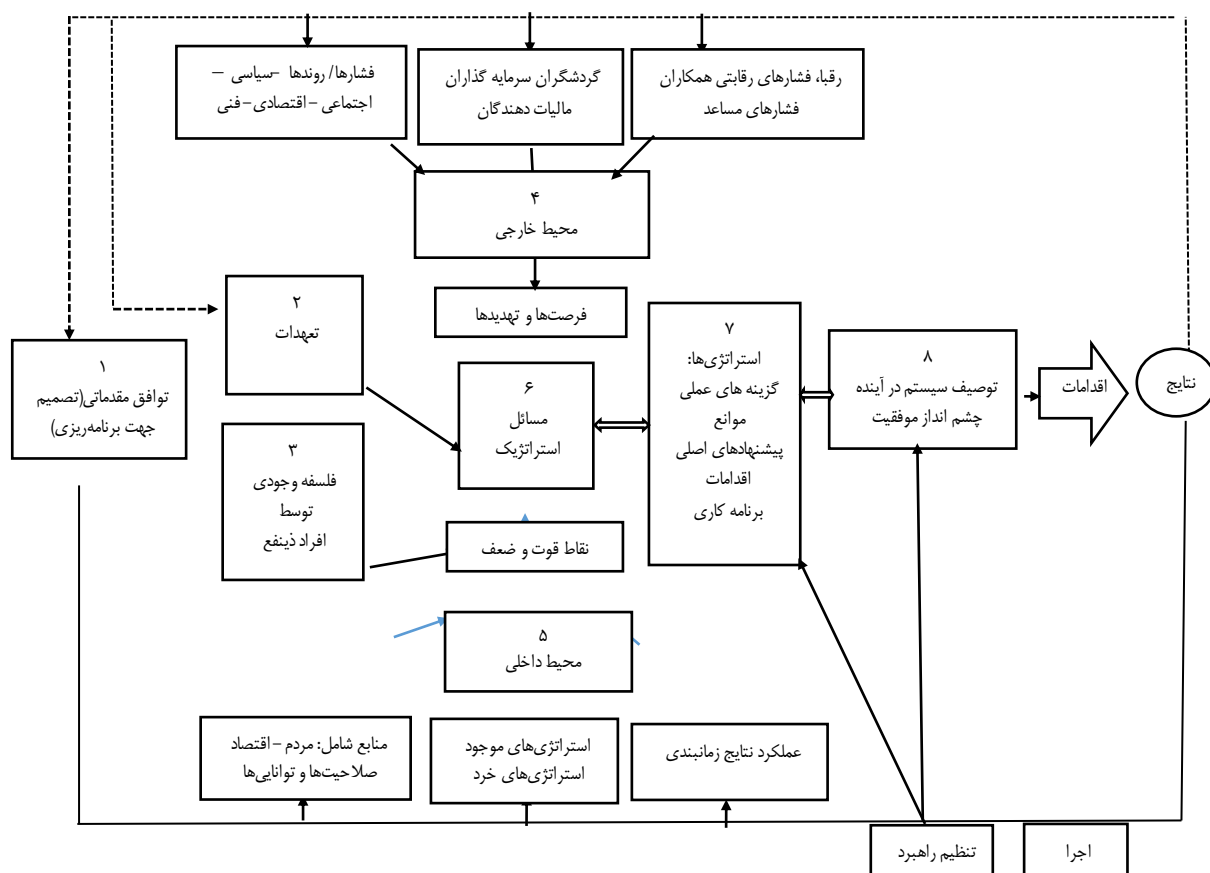 فشارها/ روندها -سیاسی –
اجتماعی – اقتصادی – فنی
گردشگران سرمایه گذاران
مالیات دهندگان
رقبا، فشارهای رقابتی همکاران
فشارهای مساعد
۴
محیط خارجی
فرصت‌ها و تهدیدها
۱
توافق مقدماتی(تصمیم
جهت برنامه‌ریزی)
۲
تعهدات
۳
فلسفه وجودی
توسط
افراد ذینفع
۶
مسائل
استراتژیک
نقاط قوت و ضعف
۵
محیط داخلی
۷
استراتژی‌ها:
گزینه های عملی
موانع
پیشنهادهای اصلی
اقدامات
برنامه کاری
۸
توصیف سیستم در آینده
چشم انداز موفقیت
اقدامات
نتایج
منابع شامل: مردم – اقتصاد
صلاحیت‌ها و توانایی‌ها
استراتژی‌های موجود
استراتژی‌های خرد
عملکرد نتایج زمانبندی
تنظیم راهبرد
اجرا